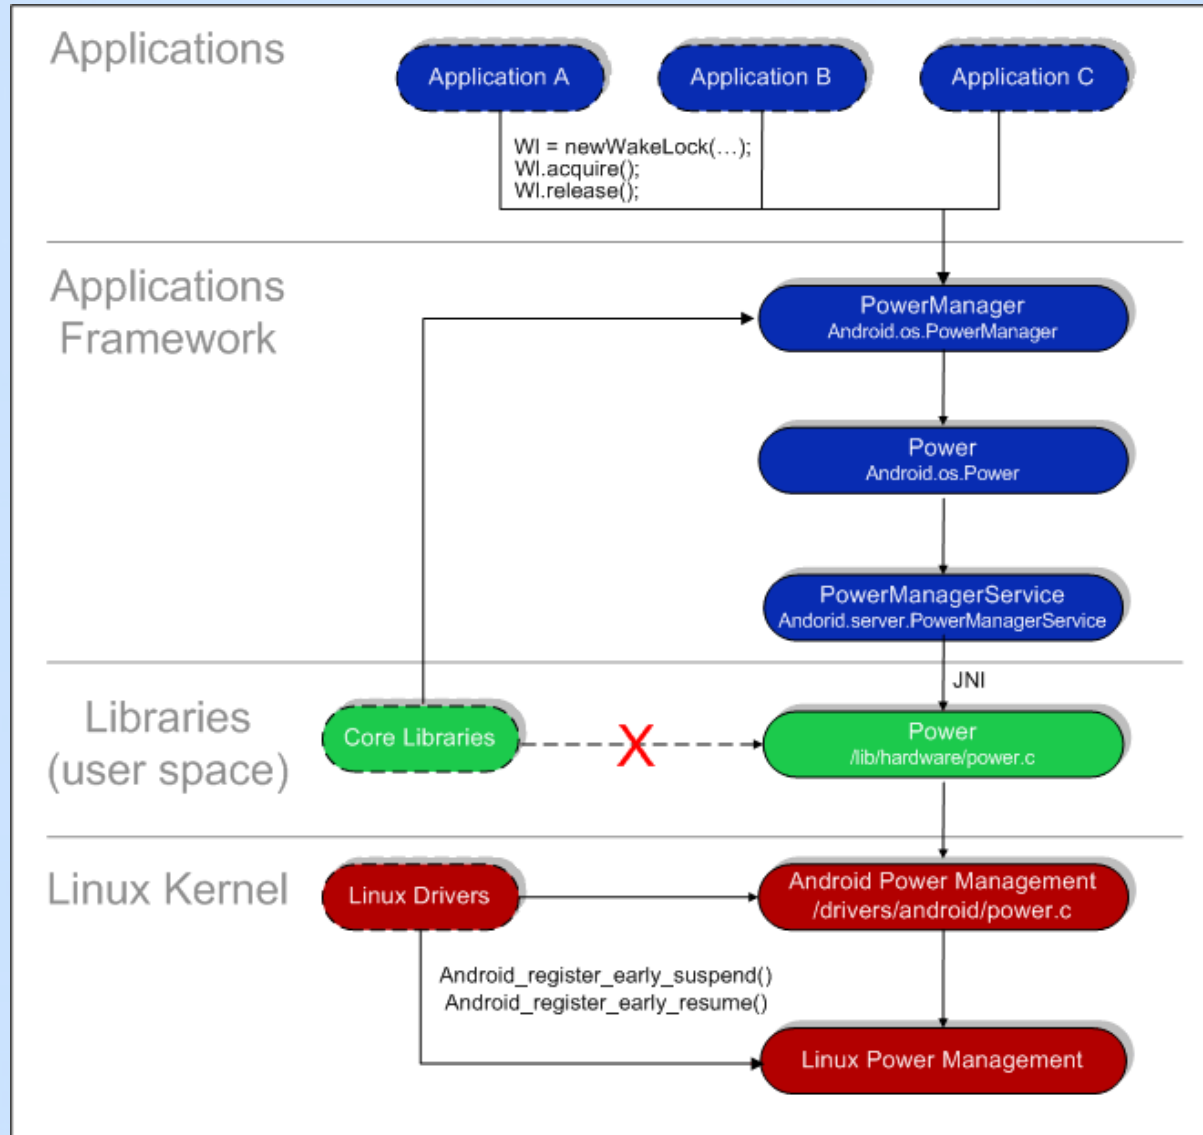 Applications
Application A
Application B
Application C
Wl = newWakeLock(…);
Wl.acquire();
Wl.release();
Applications
Framework
PowerManager
Android.os.PowerManager
Power
Android.os.Power
PowerManagerService
Andorid.server.PowerManagerService
JNI
Libraries
(user space)
Core Libraries
X
Power
/lib/hardware/power.c
Linux Kernel
Linux Drivers
Android Power Management
/drivers/android/power.c
Android_register_early_suspend()
Android_register_early_resume()
Linux Power Management